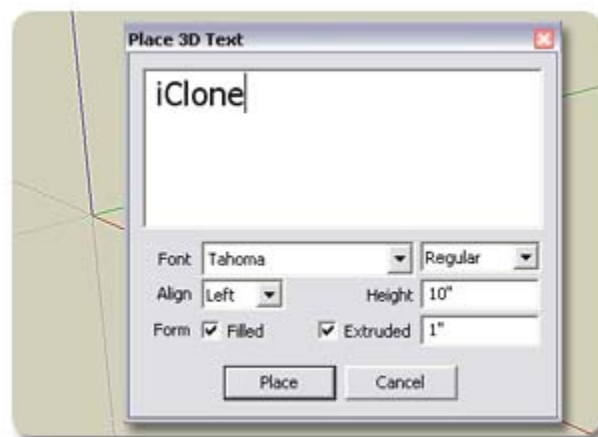 Place 3D Text
iClone
Font Tahoma Regular
Align Left Height 10"
Form Filled Extruded 1"
Place Cancel